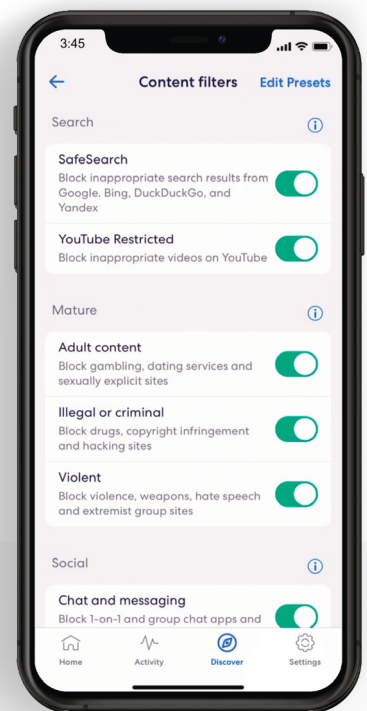 3:45
Content filters Edit Presets
Search
SafeSearch
Block inappropriate search results from
Google, Bing, DuckDuckGo, and
Yandex
YouTube Restricted
Block inappropriate videos on YouTube
Mature
Adult content
Block gambling, dating services and
sexually explicit sites
Illegal or criminal
Block drugs, copyright infringement
and hacking sites
Violent
Block violence, weapons, hate speech
and extremist group sites
Social
Chat and messaging
Block 1-on-1 and group chat apps and
Home Activity Discover Settings